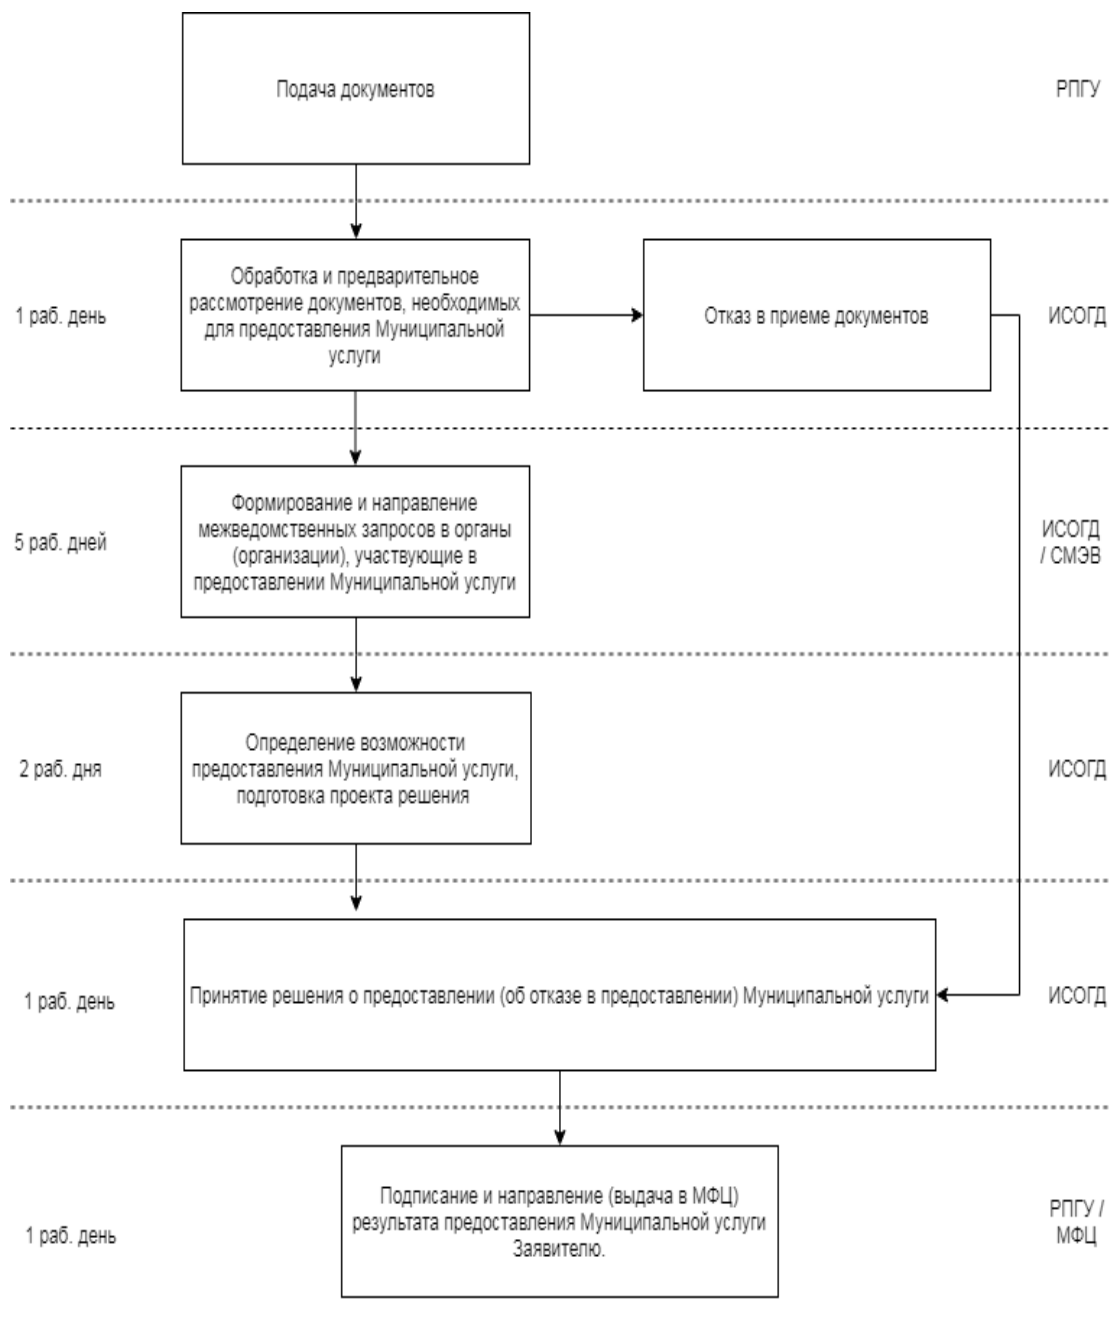 Подача документов
РПГУ
1 раб. день
Обработка и предварительное
рассмотрение документов, необходимых
для предоставления Муниципальной
услуги
Отказ в приеме документов
ИСОГД
5 раб. дней
Формирование и направление
межведомственных запросов в органы
(организации), участвующие в
предоставлении Муниципальной услуги
ИСОГД
/ СМЭВ
2 раб. дня
Определение возможности
предоставления Муниципальной услуги,
подготовка проекта решения
ИСОГД
1 раб. день
Принятие решения о предоставлении (об отказе в предоставлении) Муниципальной услуги
ИСОГД
1 раб. день
Подписание и направление (выдача в МФЦ)
результата предоставления Муниципальной услуги
Заявителю.
РПГУ /
МФЦ